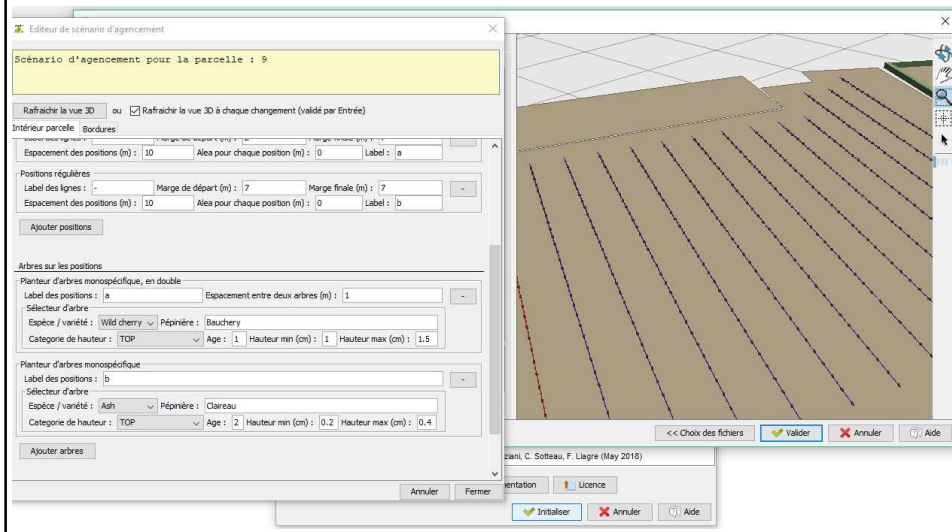 Editeur de scénario d'agencement
Scénario d'agencement pour la parcelle : 9
Rafraichir la vue 3D ou Rafraichir la vue 3D à chaque changement (validé par Entrée)
Intérieur parcelle Bordures
Espacement des positions (m) : 10 Alea pour chaque position (m) : 0 Label : a
Positions régulières
Label des lignes : - Marge de départ (m) : 7 Marge finale (m) : 7 -
Espacement des positions (m) : 10 Alea pour chaque position (m) : 0 Label : b
Ajouter positions
Arbres sur les positions
Planteur d'arbres monospécifique, en double
Label des positions : a Espacement entre deux arbres (m) : 1 -
Sélecteur d'arbre
Espèce / variété : Wild cherry Pépinière : Bauchery
Categorie de hauteur : TOP Age : 1 Hauteur min (cm) : 1 Hauteur max (cm) : 1.5
Planteur d'arbres monospécifique
Label des positions : b -
Sélecteur d'arbre
Espèce / variété : Ash Pépinière : Claireau
Categorie de hauteur : TOP Age : 2 Hauteur min (cm) : 0.2 Hauteur max (cm) : 0.4
Ajouter arbres
Annuler Fermer
<< Choix des fichiers Valider Annuler Aide
ziani, C. Sotteau, F. Liagre (May 2018)
entation Licence
Initialiser Annuler Aide